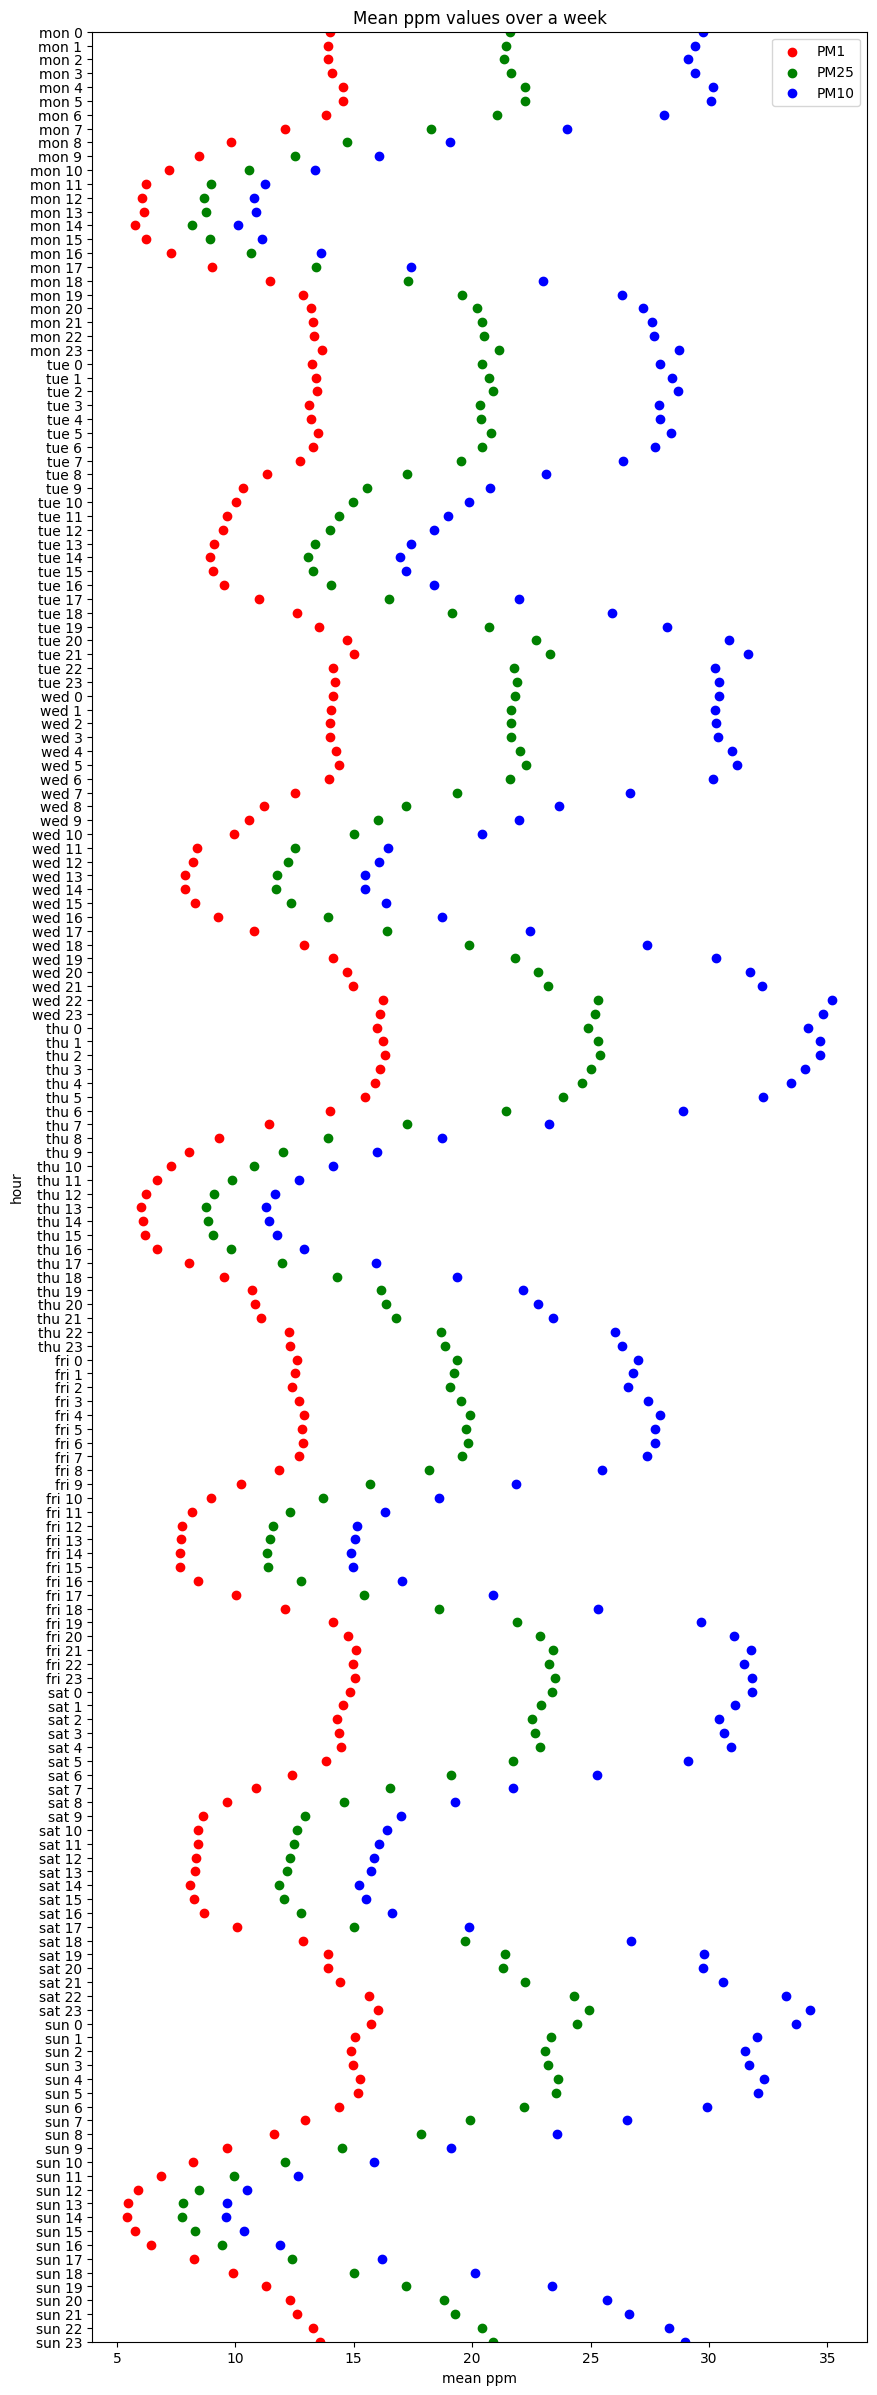 Mean ppm values over a week
PM1
PM25
PM10
mon 0
mon 1
mon 2
mon 3
mon 4
mon 5
mon 6
mon 7
mon 8
mon 9
mon 10
mon 11
mon 12
mon 13
mon 14
mon 15
mon 16
mon 17
mon 18
mon 19
mon 20
mon 21
mon 22
mon 23
tue 0
tue 1
tue 2
tue 3
tue 4
tue 5
tue 6
tue 7
tue 8
tue 9
tue 10
tue 11
tue 12
tue 13
tue 14
tue 15
tue 16
tue 17
tue 18
tue 19
tue 20
tue 21
tue 22
tue 23
wed 0
wed 1
wed 2
wed 3
wed 4
wed 5
wed 6
wed 7
wed 8
wed 9
wed 10
wed 11
wed 12
wed 13
wed 14
wed 15
wed 16
wed 17
wed 18
wed 19
wed 20
wed 21
wed 22
wed 23
thu 0
thu 1
thu 2
thu 3
thu 4
thu 5
thu 6
thu 7
thu 8
thu 9
thu 10
thu 11
thu 12
thu 13
thu 14
thu 15
thu 16
thu 17
thu 18
thu 19
thu 20
thu 21
thu 22
thu 23
fri 0
fri 1
fri 2
fri 3
fri 4
fri 5
fri 6
fri 7
fri 8
fri 9
fri 10
fri 11
fri 12
fri 13
fri 14
fri 15
fri 16
fri 17
fri 18
fri 19
fri 20
fri 21
fri 22
fri 23
sat 0
sat 1
sat 2
sat 3
sat 4
sat 5
sat 6
sat 7
sat 8
sat 9
sat 10
sat 11
sat 12
sat 13
sat 14
sat 15
sat 16
sat 17
sat 18
sat 19
sat 20
sat 21
sat 22
sat 23
sun 0
sun 1
sun 2
sun 3
sun 4
sun 5
sun 6
sun 7
sun 8
sun 9
sun 10
sun 11
sun 12
sun 13
sun 14
sun 15
sun 16
sun 17
sun 18
sun 19
sun 20
sun 21
sun 22
sun 23
hour
5 10 15 20 25 30 35
mean ppm